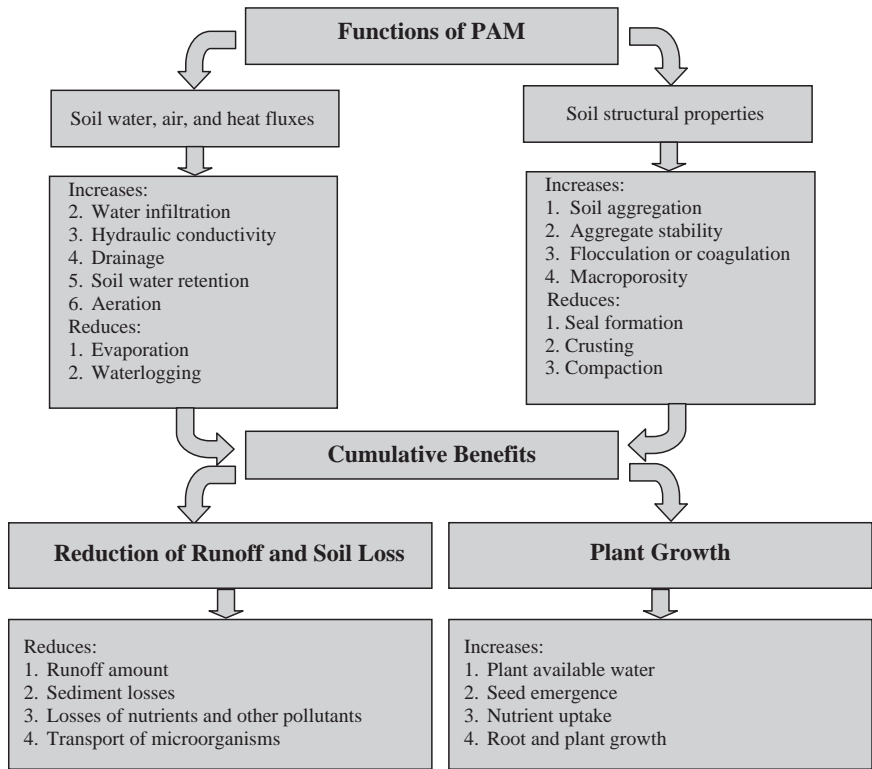 Functions of PAM
Soil water, air, and heat fluxes
Increases:
2. Water infiltration
3. Hydraulic conductivity
4. Drainage
5. Soil water retention
6. Aeration
Reduces:
1. Evaporation
2. Waterlogging
Soil structural properties
Increases:
1. Soil aggregation
2. Aggregate stability
3. Flocculation or coagulation
4. Macroporosity
Reduces:
1. Seal formation
2. Crusting
3. Compaction
Cumulative Benefits
Reduction of Runoff and Soil Loss
Reduces:
1. Runoff amount
2. Sediment losses
3. Losses of nutrients and other pollutants
4. Transport of microorganisms
Plant Growth
Increases:
1. Plant available water
2. Seed emergence
3. Nutrient uptake
4. Root and plant growth